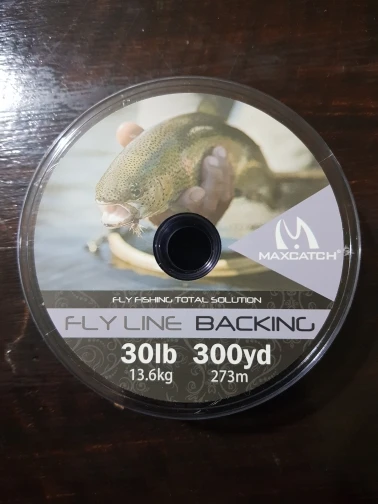 MAXCATCH®
FLY FISHING TOTAL SOLUTION
FLY LINE BACKING
30lb 300yd
13.6kg 273m